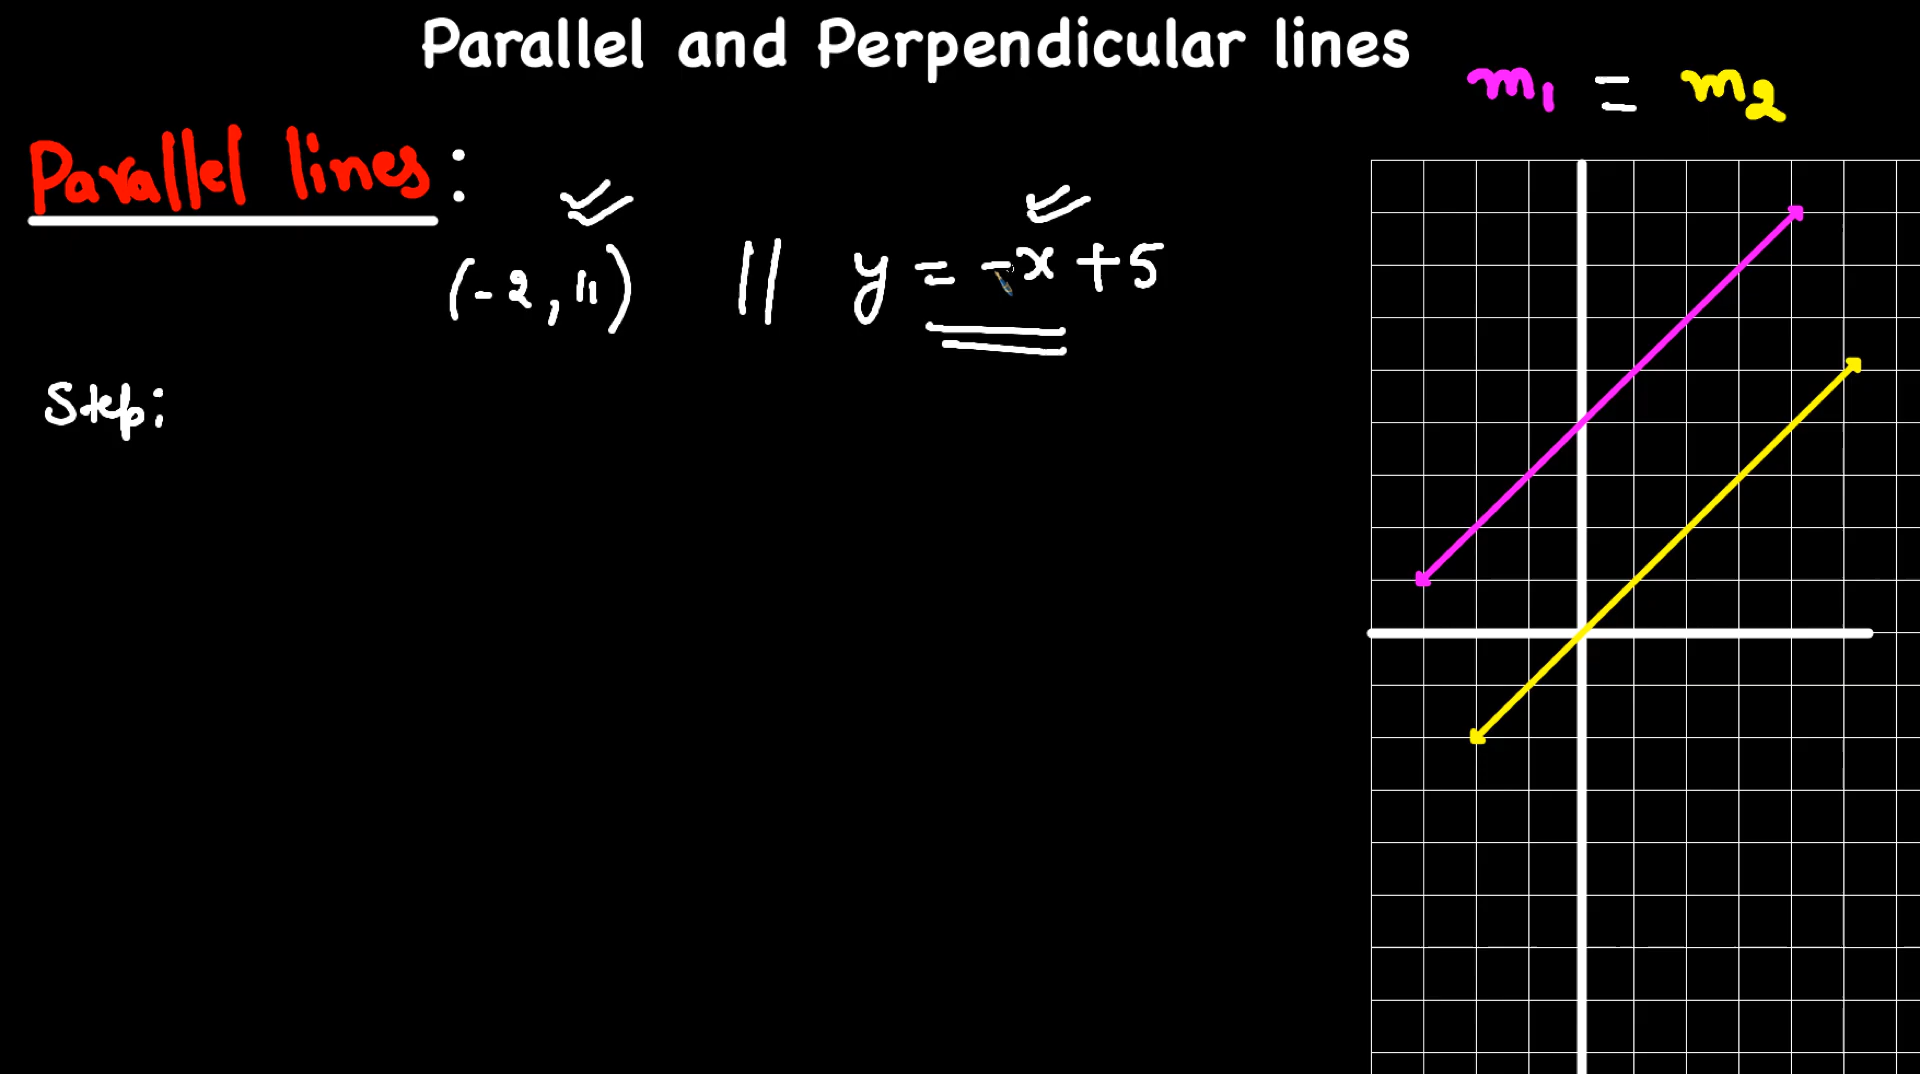 Parallel and Perpendicular lines
m1 = m2
Parallel lines:
(-2, 11) || y = -x + 5
Step: